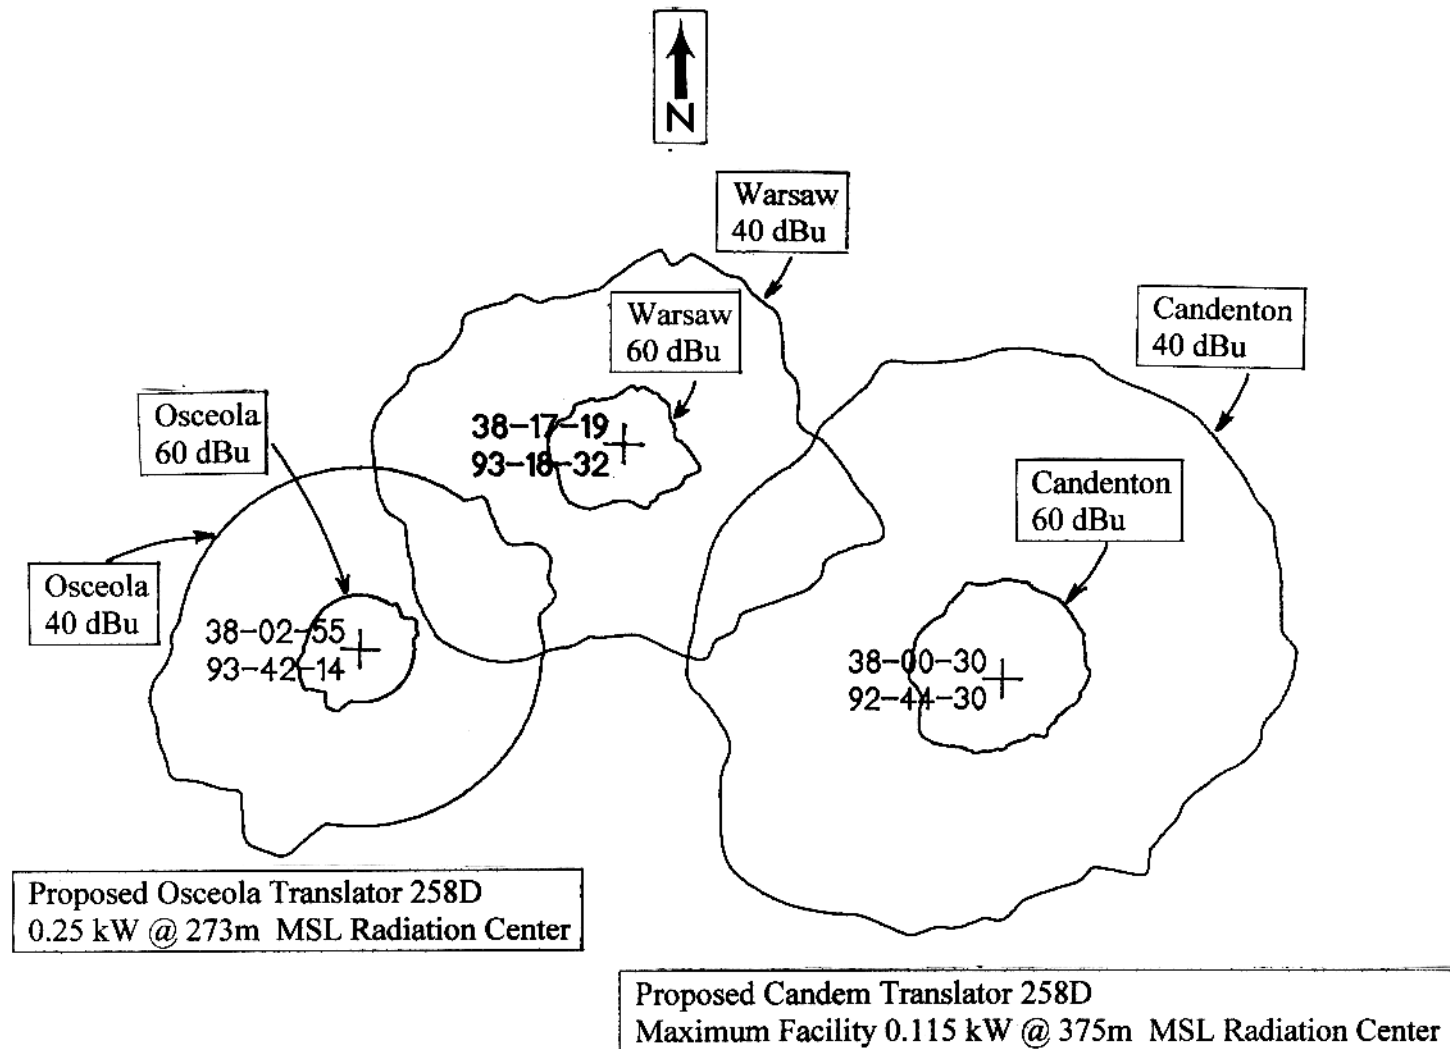 N
Warsaw
40 dBu
Warsaw
60 dBu
Candenton
40 dBu
Osceola
60 dBu
38-17-19
93-18-32
Candenton
60 dBu
Osceola
40 dBu
38-02-55
93-42-14
38-00-30
92-44-30
Proposed Osceola Translator 258D
0.25 kW @ 273m MSL Radiation Center
Proposed Candem Translator 258D
Maximum Facility 0.115 kW @ 375m MSL Radiation Center